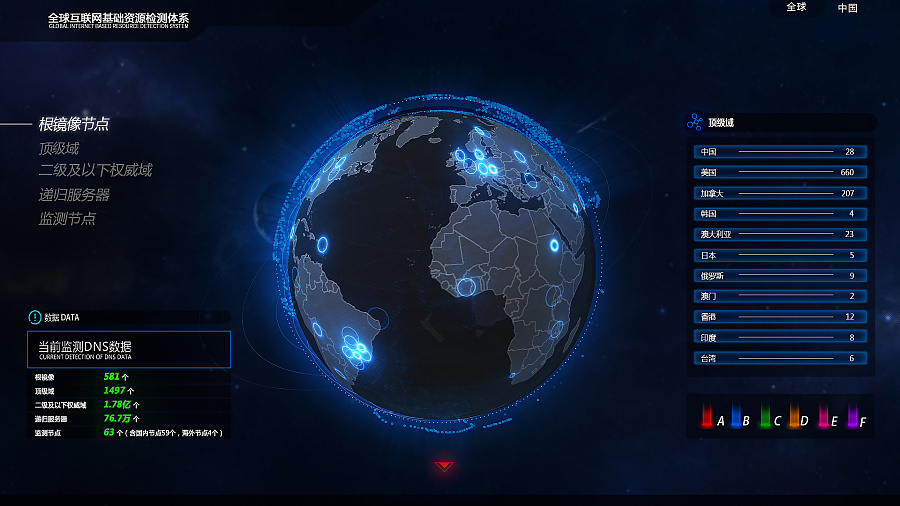 全球互联网基础资源检测体系
GLOBAL INTERNET BASED RESOURCE DETECTION SYSTEM
全球 中国
根镜像节点
顶级域
二级及以下权威域
递归服务器
监测节点
数据 DATA
当前监测DNS数据
CURRENT DETECTION OF DNS DATA
根镜像 581 个
顶级域 1497 个
二级及以下权威域 1.78亿 个
递归服务器 76.7万 个
监测节点 63 个（含国内节点59个，海外节点4个）
顶级域
中国 28
美国 660
加拿大 207
韩国 4
澳大利亚 23
日本 5
俄罗斯 9
澳门 2
香港 12
印度 8
台湾 6
A B C D E F